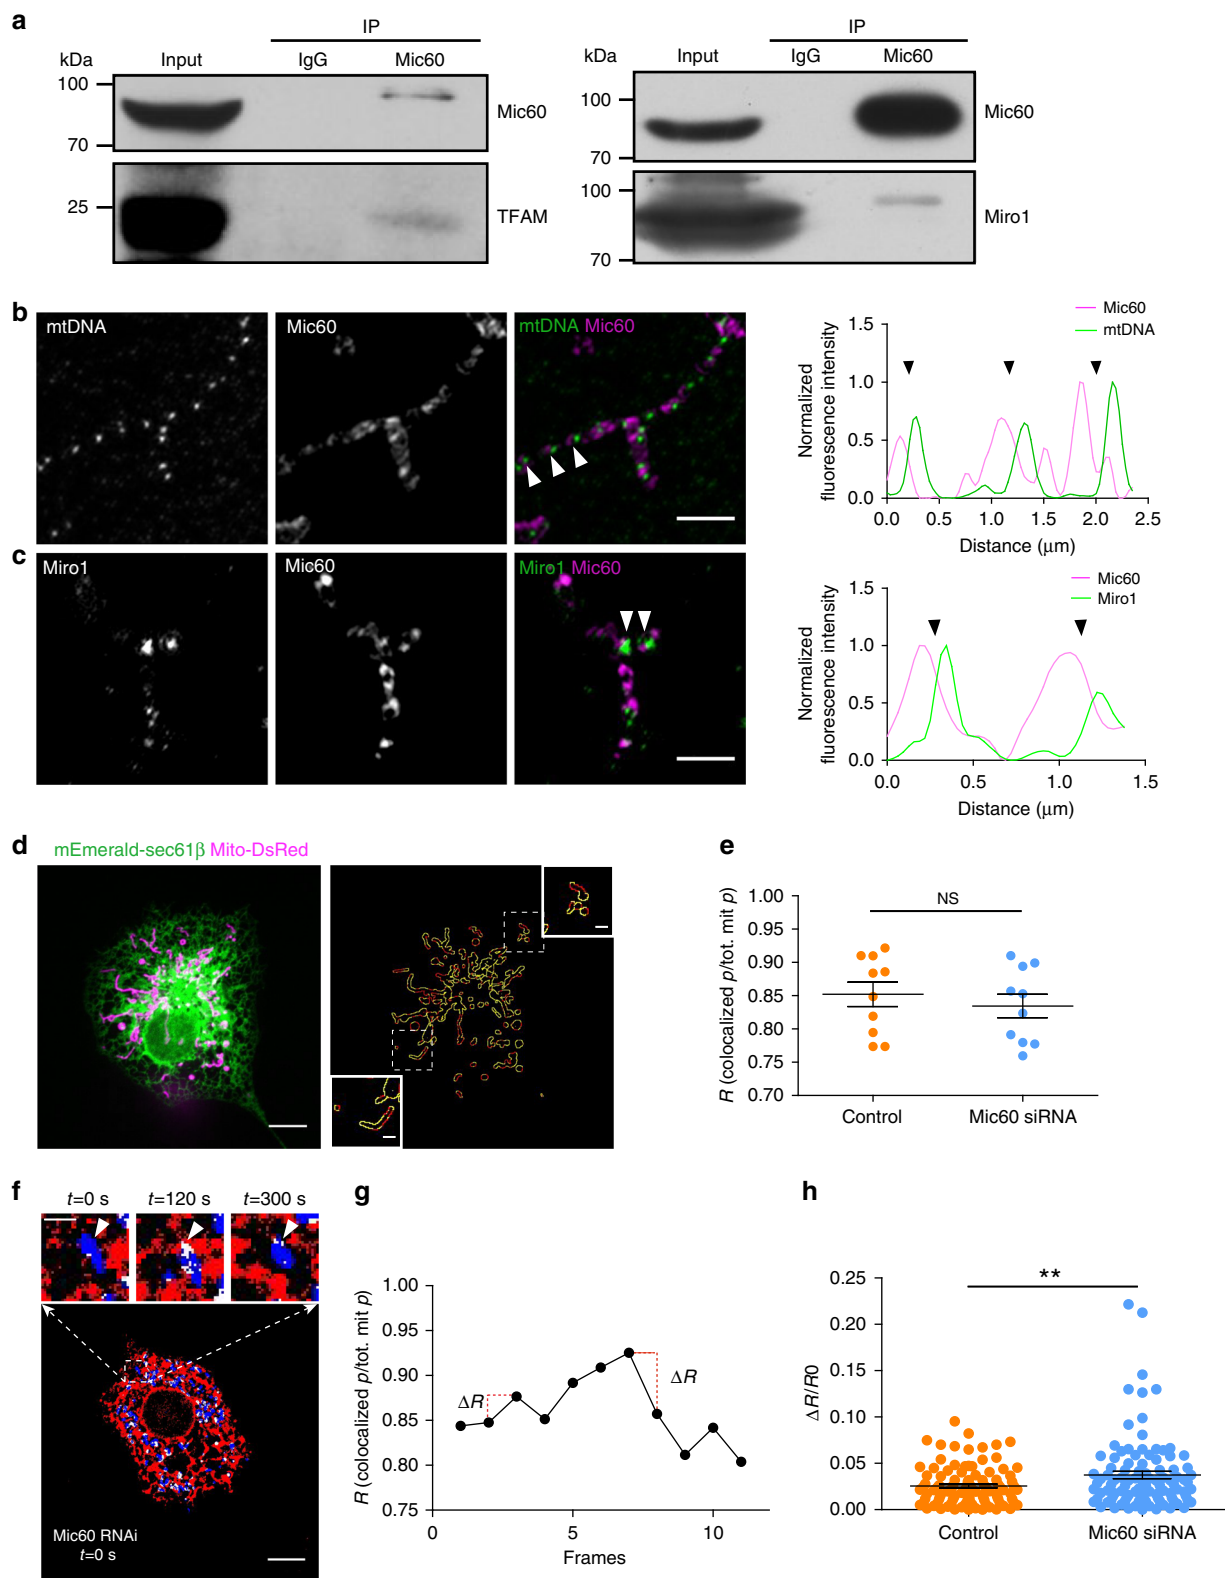 a
IP
kDa Input IgG Mic60
100
70
Mic60
25
TFAM
IP
kDa Input IgG Mic60
100
70
Mic60
100
70
Miro1
b
mtDNA
Mic60
mtDNA Mic60
Mic60
mtDNA
Normalized
fluorescence intensity
1.5
1.0
0.5
0.0
0.0 0.5 1.0 1.5 2.0 2.5
Distance (μm)
c
Miro1
Mic60
Miro1 Mic60
Mic60
Miro1
Normalized
fluorescence intensity
1.5
1.0
0.5
0.0
0.0 0.5 1.0 1.5
Distance (μm)
d
mEmerald-sec61β Mito-DsRed
e
R (colocalized p/tot. mit p)
1.00
0.95
0.90
0.85
0.80
0.75
0.70
NS
Control Mic60 siRNA
f
t=0 s t=120 s t=300 s
Mic60 RNAi
t=0 s
g
R (colocalized p/tot. mit p)
1.00
0.95
0.90
0.85
0.80
0.75
ΔR
ΔR
0 5 10
Frames
h
ΔR/R0
0.25
0.20
0.15
0.10
0.05
0.00
**
Control Mic60 siRNA